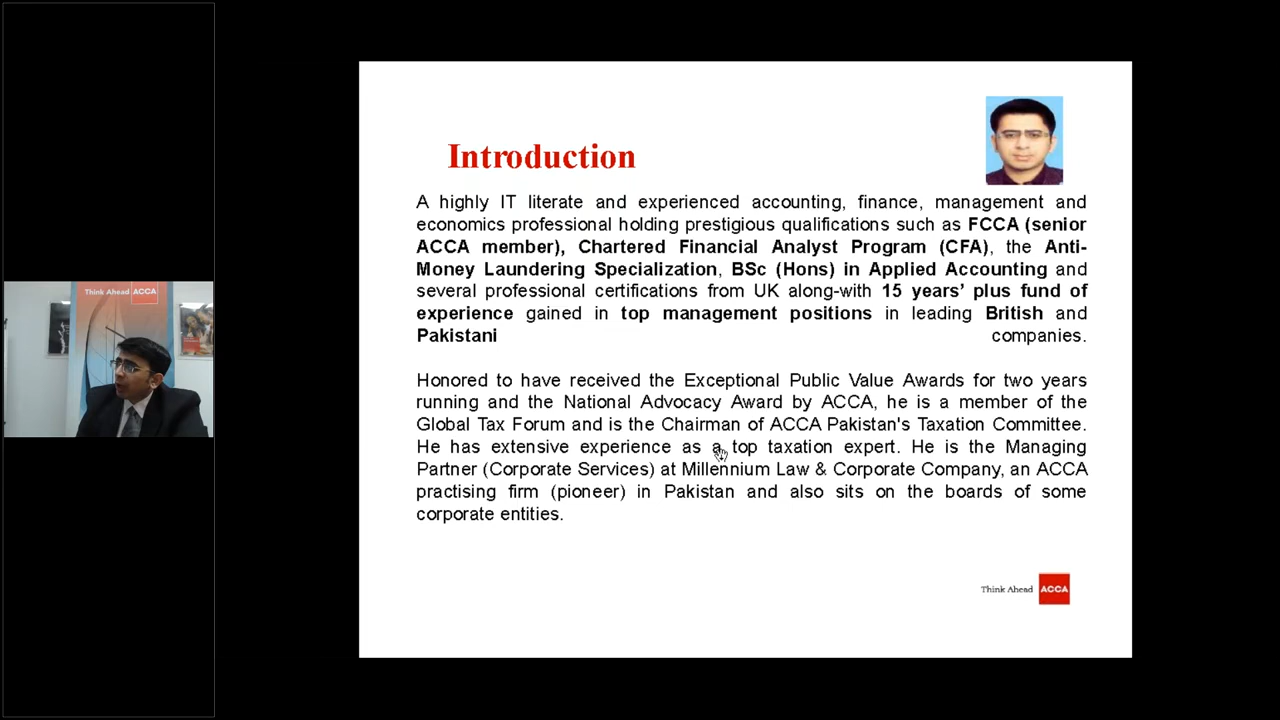 Introduction
A highly IT literate and experienced accounting, finance, management and
economics professional holding prestigious qualifications such as FCCA (senior
ACCA member), Chartered Financial Analyst Program (CFA), the Anti-
Money Laundering Specialization, BSc (Hons) in Applied Accounting and
several professional certifications from UK along-with 15 years’ plus fund of
experience gained in top management positions in leading British and
Pakistani companies.
Honored to have received the Exceptional Public Value Awards for two years
running and the National Advocacy Award by ACCA, he is a member of the
Global Tax Forum and is the Chairman of ACCA Pakistan's Taxation Committee.
He has extensive experience as a top taxation expert. He is the Managing
Partner (Corporate Services) at Millennium Law & Corporate Company, an ACCA
practising firm (pioneer) in Pakistan and also sits on the boards of some
corporate entities.
Think Ahead ACCA
Think Ahead ACCA